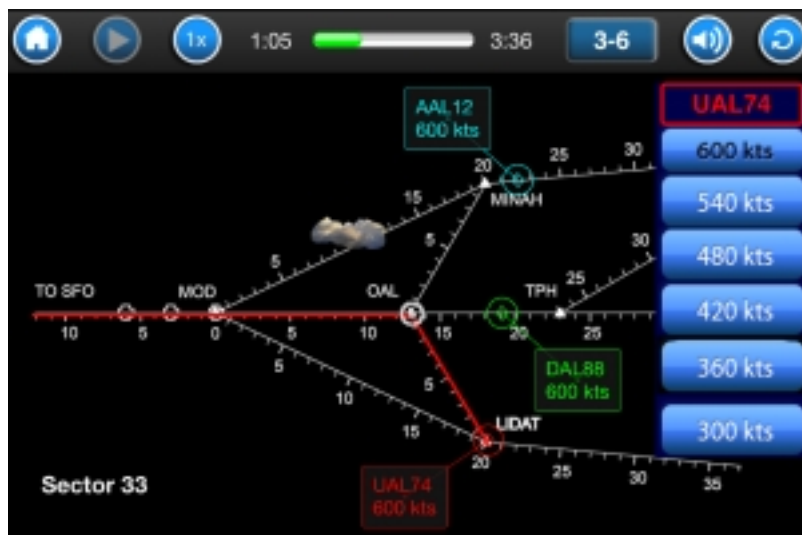 1x 1:05 3:36 3-6
UAL74
600 kts
540 kts
480 kts
420 kts
360 kts
300 kts
AAL12
600 kts
20 25 30
15
MINAH
5
5
30
25
TO SFO MOD OAL TPH
10 5 0 5 10 15 20 25
5
5
10
DAL88
600 kts
15
LIDAT
20 25 30 35
Sector 33
UAL74
600 kts